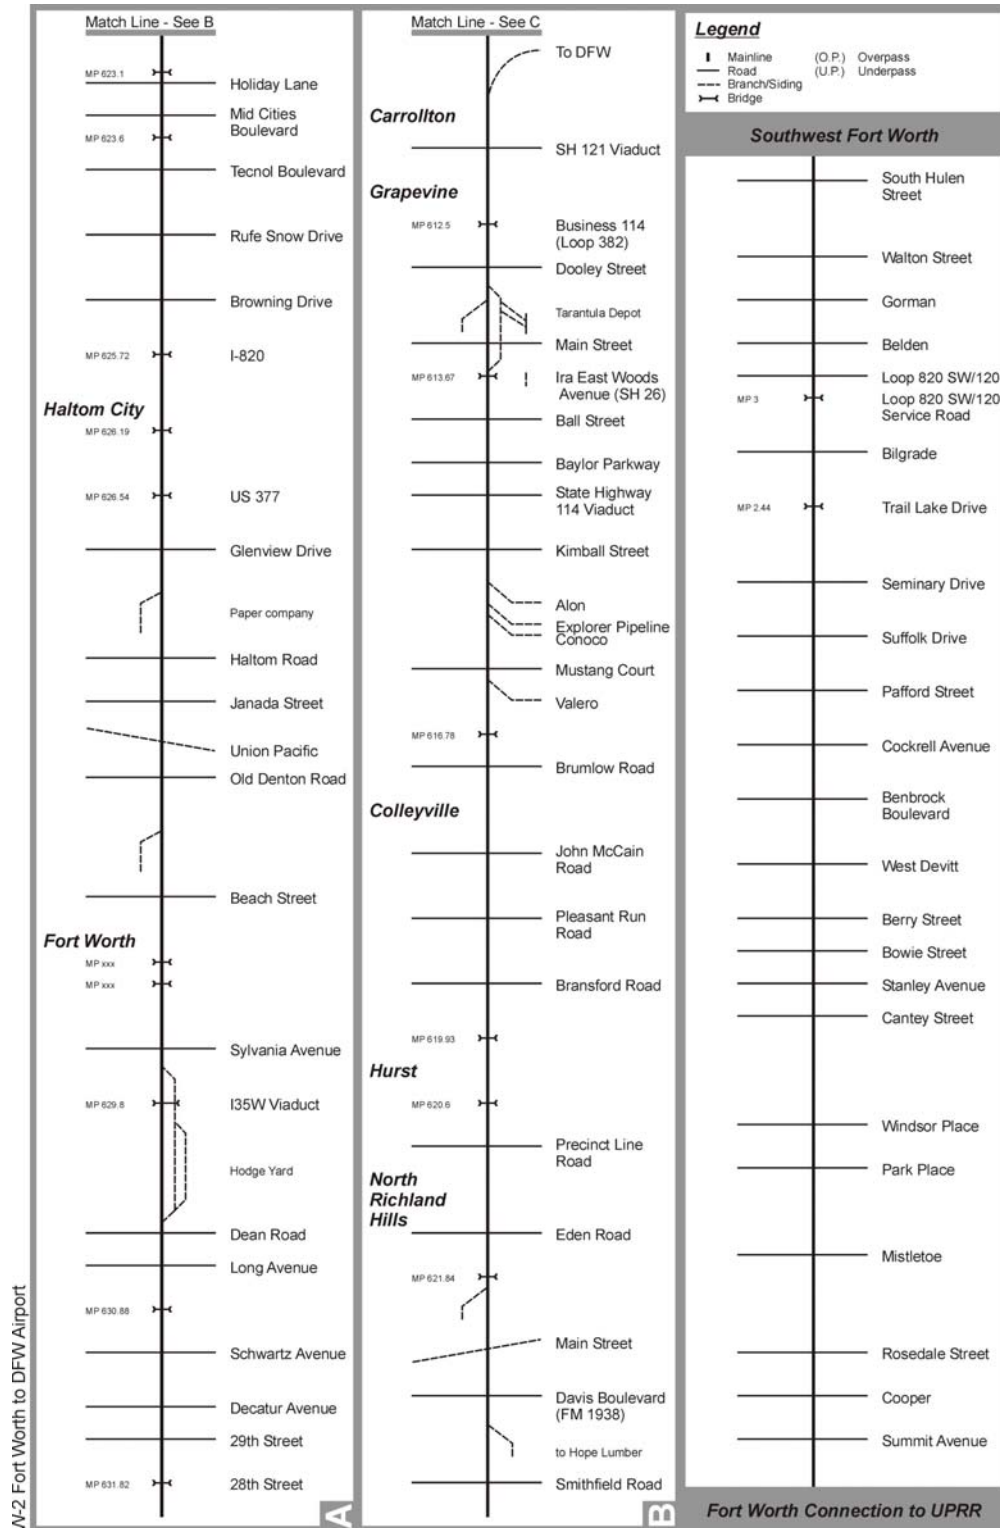 Match Line - See B
MP 623.1
Holiday Lane
Mid Cities
Boulevard
MP 623.6
Tecnol Boulevard
Rufe Snow Drive
Browning Drive
MP 625.72
I-820
Haltom City
MP 626.19
MP 626.54
US 377
Glenview Drive
Paper company
Haltom Road
Janada Street
Union Pacific
Old Denton Road
Beach Street
Fort Worth
MP xxx
MP xxx
Sylvania Avenue
MP 629.8
I35W Viaduct
Hodge Yard
Dean Road
Long Avenue
MP 630.88
Schwartz Avenue
Decatur Avenue
29th Street
MP 631.82
28th Street
A
Match Line - See C
To DFW
Carrollton
SH 121 Viaduct
Grapevine
MP 612.5
Business 114
(Loop 382)
Dooley Street
Tarantula Depot
Main Street
MP 613.67
Ira East Woods
Avenue (SH 26)
Ball Street
Baylor Parkway
State Highway
114 Viaduct
Kimball Street
Alon
Explorer Pipeline
Conoco
Mustang Court
Valero
MP 616.78
Brumlow Road
Colleyville
John McCain
Road
Pleasant Run
Road
Bransford Road
MP 619.93
Hurst
MP 620.6
Precinct Line
Road
North
Richland
Hills
Eden Road
MP 621.84
Main Street
Davis Boulevard
(FM 1938)
to Hope Lumber
Smithfield Road
B
Legend
Mainline
Road
Branch/Siding
Bridge
(O.P.) Overpass
(U.P.) Underpass
Southwest Fort Worth
South Hulen
Street
Walton Street
Gorman
Belden
Loop 820 SW/120
MP 3
Loop 820 SW/120
Service Road
Bilgrade
MP 2.44
Trail Lake Drive
Seminary Drive
Suffolk Drive
Pafford Street
Cockrell Avenue
Benbrock
Boulevard
West Devitt
Berry Street
Bowie Street
Stanley Avenue
Cantey Street
Windsor Place
Park Place
Mistletoe
Rosedale Street
Cooper
Summit Avenue
Fort Worth Connection to UPRR
W-2 Fort Worth to DFW Airport